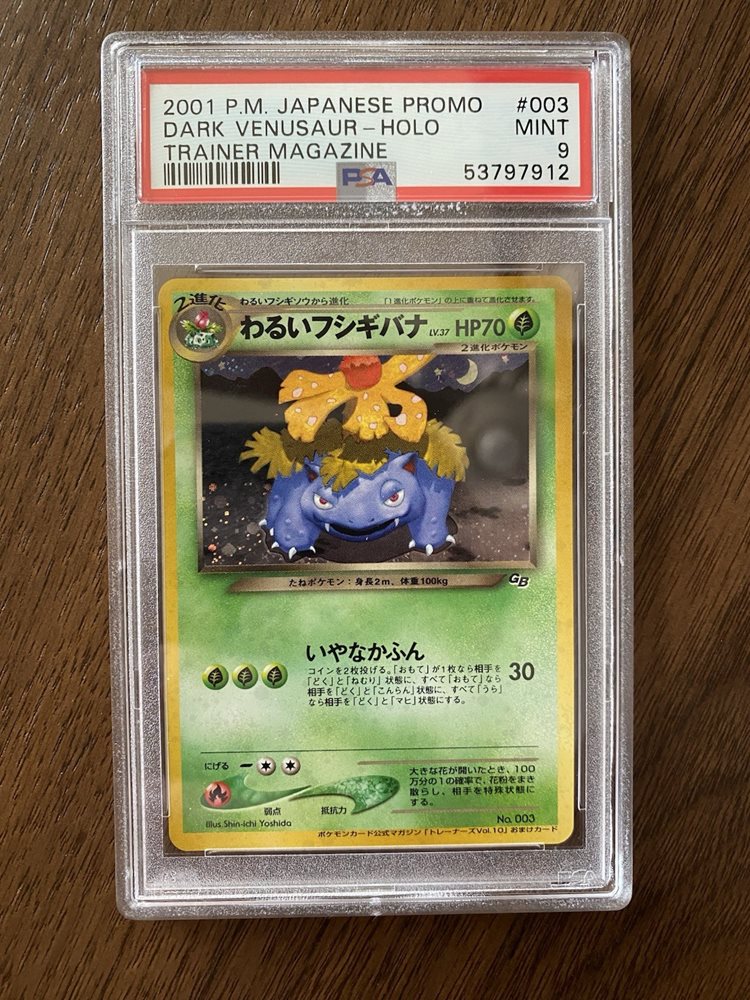 2001 P.M. JAPANESE PROMO #003
DARK VENUSAUR – HOLO MINT
TRAINER MAGAZINE 9
PSA 53797912
2進化 わるいフシギソウから進化 「1進化ポケモン」の上に重ねて進化させます。
わるいフシギバナ LV.37 HP70
2進化ポケモン
GB
たねポケモン：身長2m、体重100kg
いやなかふん 30
コインを2枚投げる。「おもて」が1枚なら相手を
「どく」と「ねむり」状態に、すべて「おもて」なら
相手を「どく」と「こんらん」状態に、すべて「うら」
なら相手を「どく」と「マヒ」状態にする。
にげる
弱点 抵抗力
大きな花が開いたとき、100
万分の1の確率で、花粉をまき
散らし、相手を特殊状態に
する。
Illus.Shin-ichi Yoshida No. 003
ポケモンカード公式マガジン「トレーナーズVol.10」おまけカード
PSA